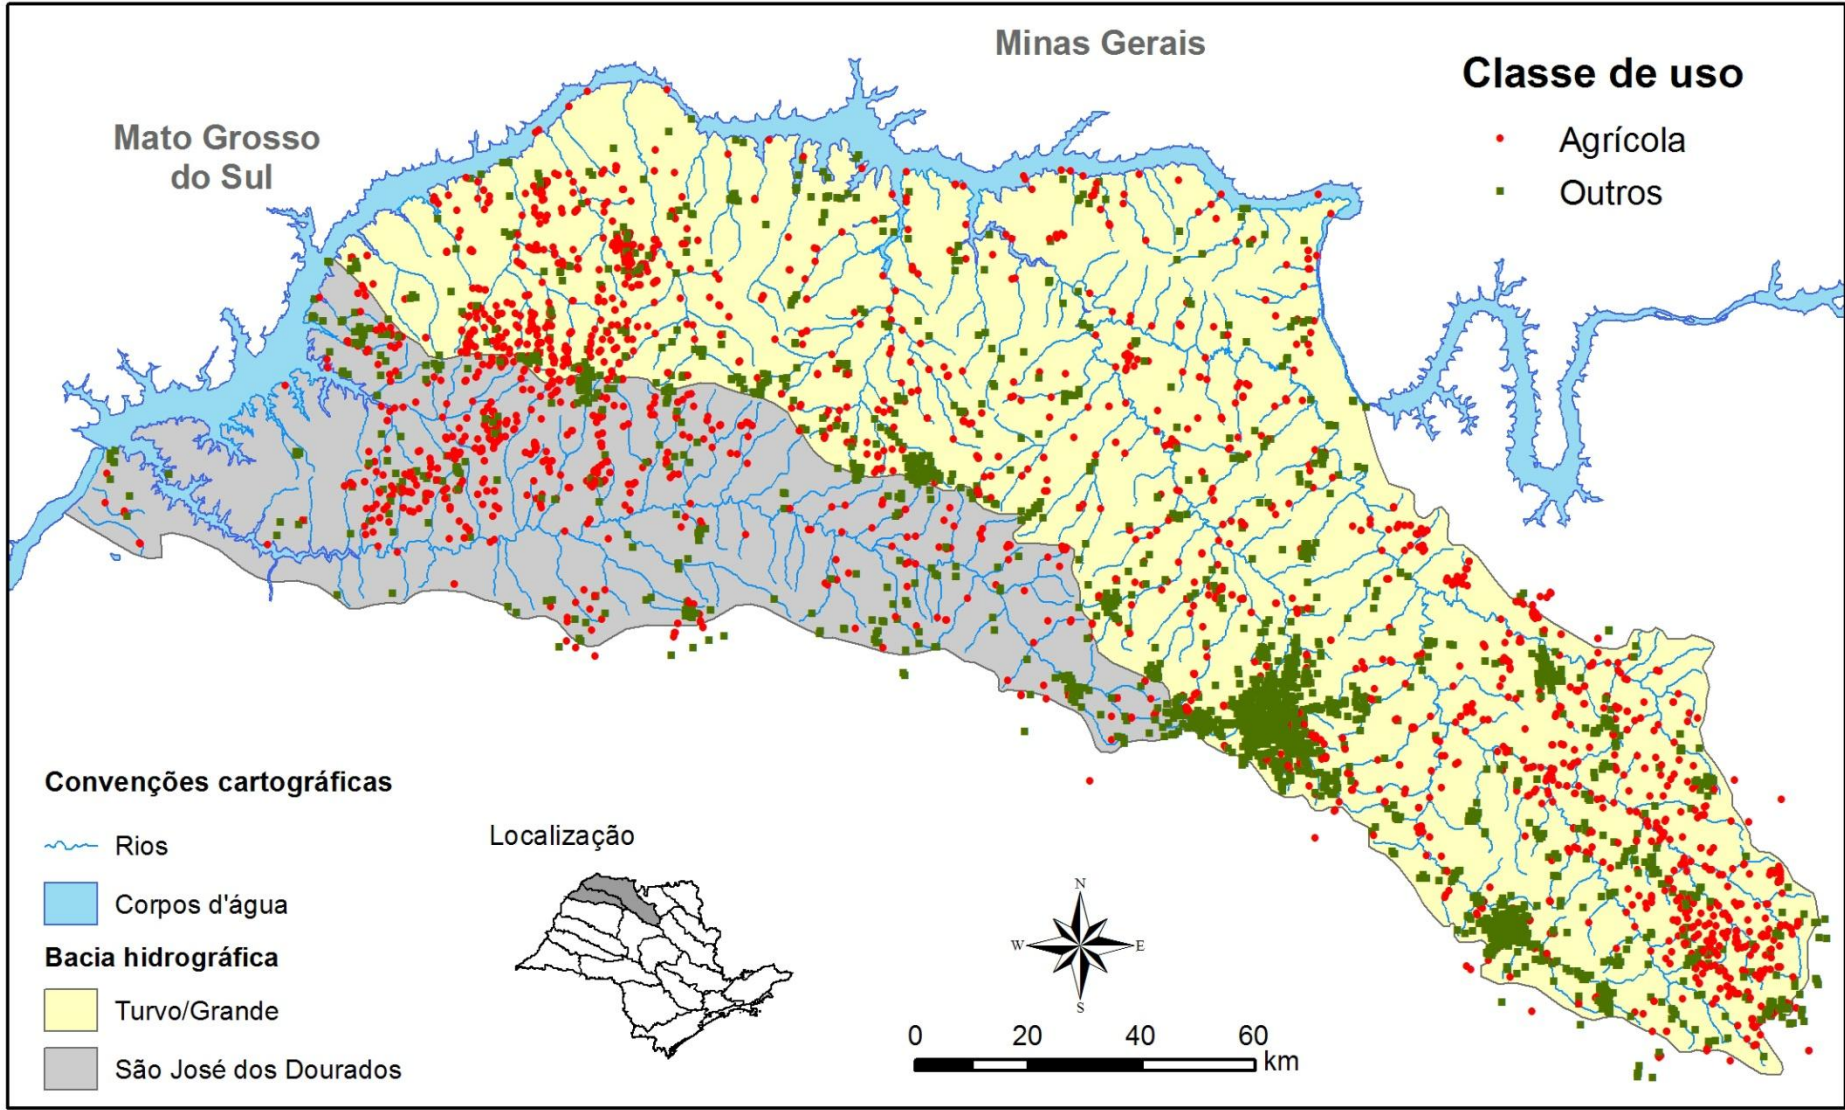 Minas Gerais
Mato Grosso
do Sul
Classe de uso
Agrícola
Outros
Convenções cartográficas
Rios
Corpos d'água
Bacia hidrográfica
Turvo/Grande
São José dos Dourados
Localização
N
W
E
S
0 20 40 60
km